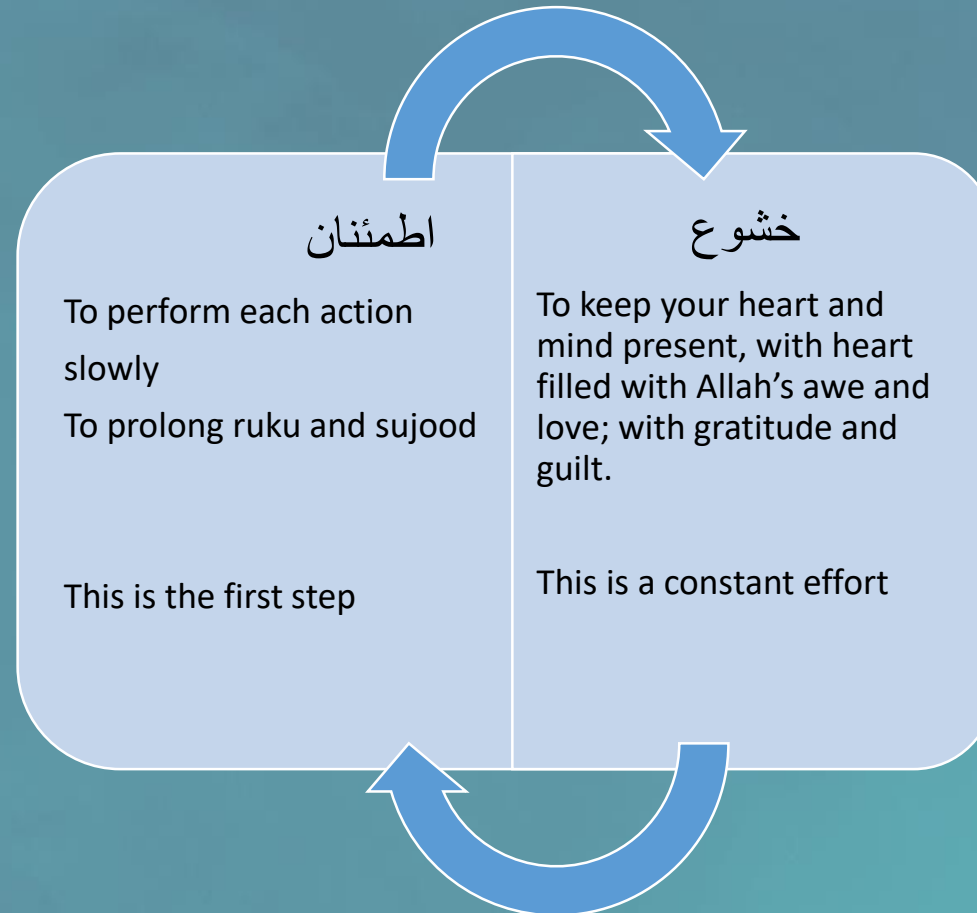 اطمئنان
To perform each action
slowly
To prolong ruku and sujood
This is the first step
خشوع
To keep your heart and
mind present, with heart
filled with Allah’s awe and
love; with gratitude and
guilt.
This is a constant effort